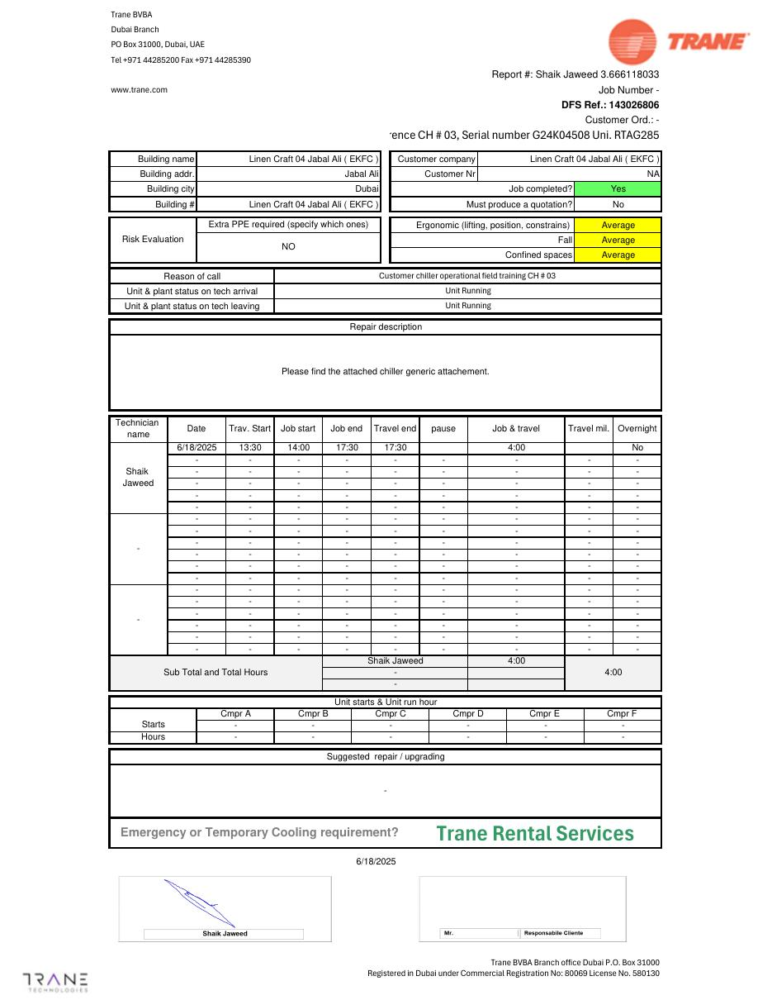 Trane BVBA
Dubai Branch
PO Box 31000, Dubai, UAE
Tel +971 44285200 Fax +971 44285390
www.trane.com
TRANE
Report #: Shaik Jaweed 3.666118033
Job Number -
DFS Ref.: 143026806
Customer Ord.: -
rence CH # 03, Serial number G24K04508 Uni. RTAG285
Building name Linen Craft 04 Jabal Ali ( EKFC )
Building addr. Jabal Ali
Building city Dubai
Building # Linen Craft 04 Jabal Ali ( EKFC )
Customer company Linen Craft 04 Jabal Ali ( EKFC )
Customer Nr NA
Job completed? Yes
Must produce a quotation? No
Risk Evaluation
Extra PPE required (specify which ones)
NO
Ergonomic (lifting, position, constrains) Average
Fall Average
Confined spaces Average
Reason of call Customer chiller operational field training CH # 03
Unit & plant status on tech arrival Unit Running
Unit & plant status on tech leaving Unit Running
Repair description
Please find the attached chiller generic attachement.
Technician name Date Trav. Start Job start Job end Travel end pause Job & travel Travel mil. Overnight
Shaik Jaweed
6/18/2025 13:30 14:00 17:30 17:30 4:00 No
- - - - - - - - -
- - - - - - - - -
- - - - - - - - -
- - - - - - - - -
- - - - - - - - -
-
- - - - - - - - -
- - - - - - - - -
- - - - - - - - -
- - - - - - - - -
- - - - - - - - -
- - - - - - - - -
-
- - - - - - - - -
- - - - - - - - -
- - - - - - - - -
- - - - - - - - -
- - - - - - - - -
- - - - - - - - -
Sub Total and Total Hours
Shaik Jaweed 4:00
-
-
4:00
Unit starts & Unit run hour
Cmpr A Cmpr B Cmpr C Cmpr D Cmpr E Cmpr F
Starts - - - - - -
Hours - - - - - -
Suggested repair / upgrading
-
Emergency or Temporary Cooling requirement? Trane Rental Services
6/18/2025
Shaik Jaweed
Mr. Responsabile Cliente
Trane BVBA Branch office Dubai P.O. Box 31000
Registered in Dubai under Commercial Registration No: 80069 License No. 580130
TRANE
TECHNOLOGIES